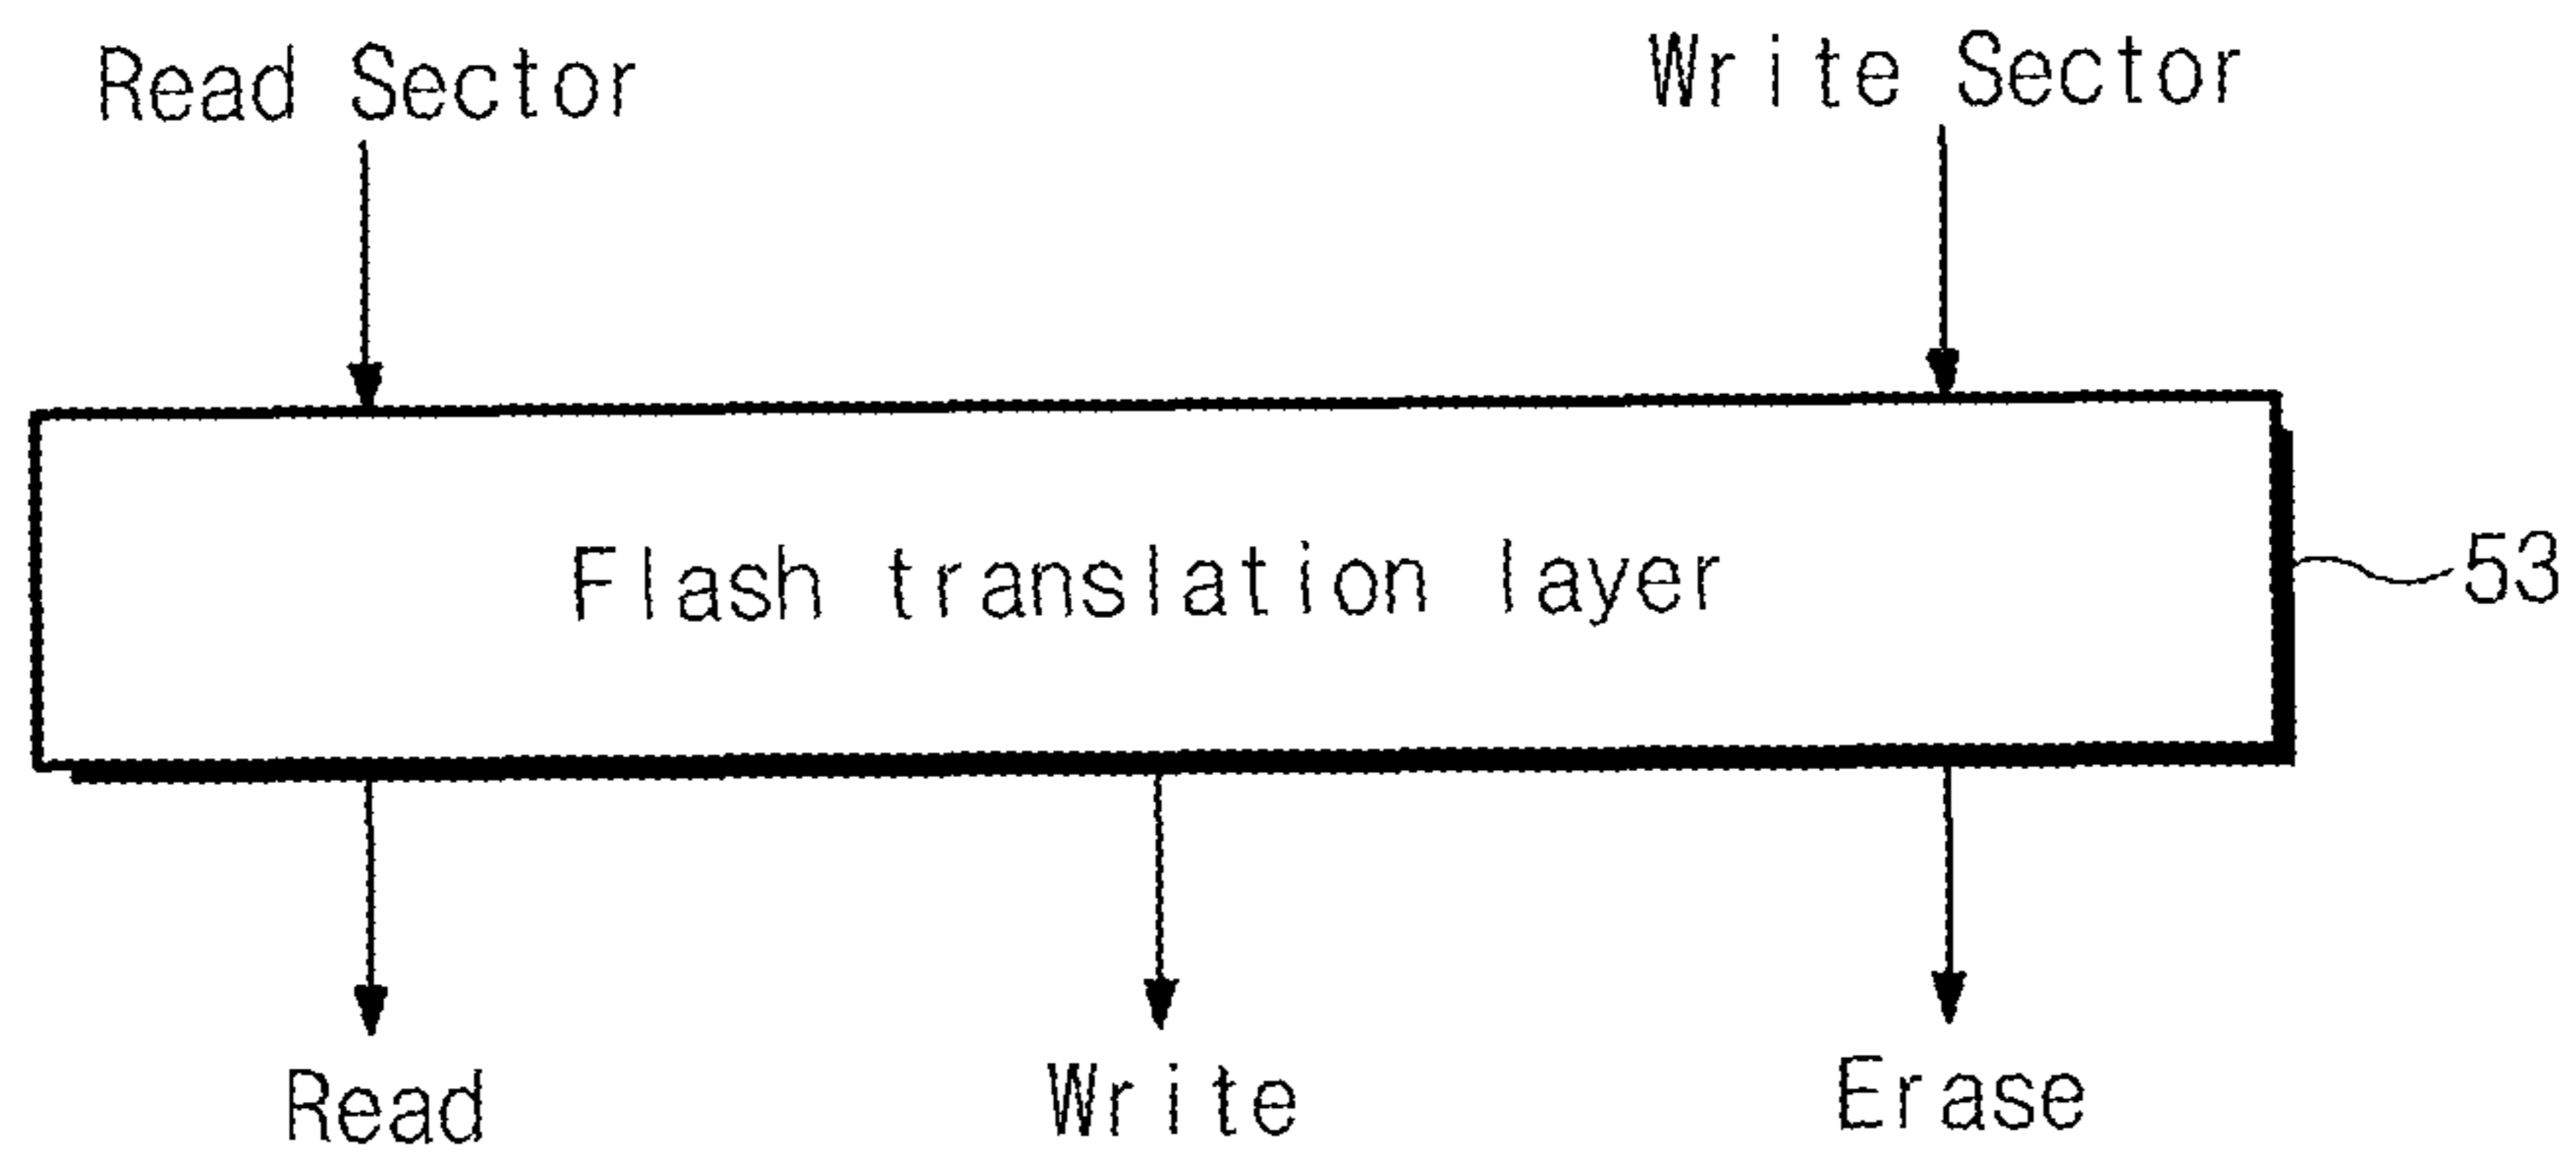 Read Sector Write Sector
Flash translation layer
53
Read Write Erase